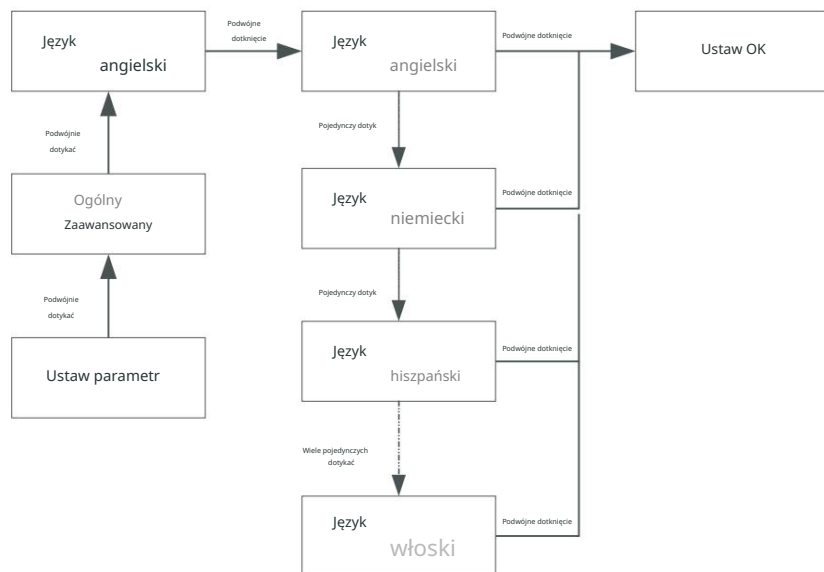 Język
angielski
Podwójne
dotknięcie
Język
angielski
Podwójne dotknięcie
Ustaw OK
Podwójnie
dotykać
Pojedynczy dotyk
Ogólny
Zaawansowany
Język
niemiecki
Podwójne dotknięcie
Podwójnie
dotykać
Pojedynczy dotyk
Ustaw parametr
Język
hiszpański
Podwójne dotknięcie
Wiele pojedynczych
dotykać
Język
włoski
Podwójne dotknięcie